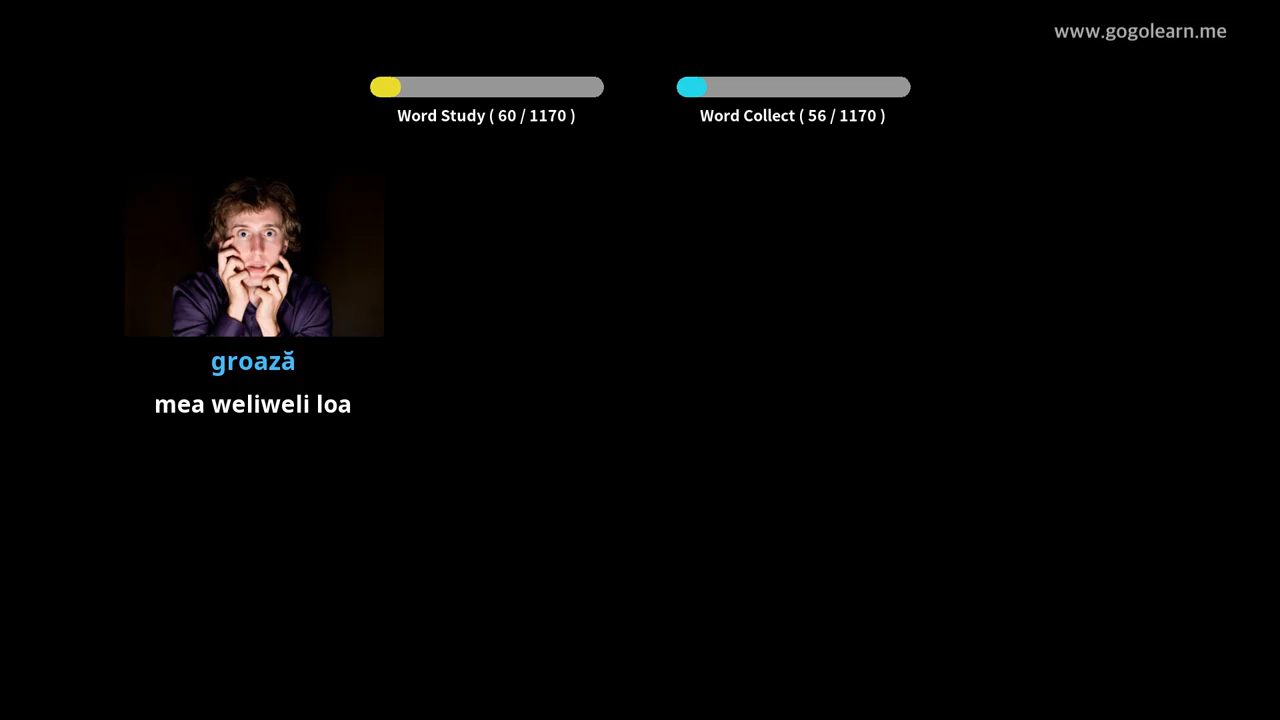 www.gogolearn.me
Word Study ( 60 / 1170 )
Word Collect ( 56 / 1170 )
groază
mea weliweli loa